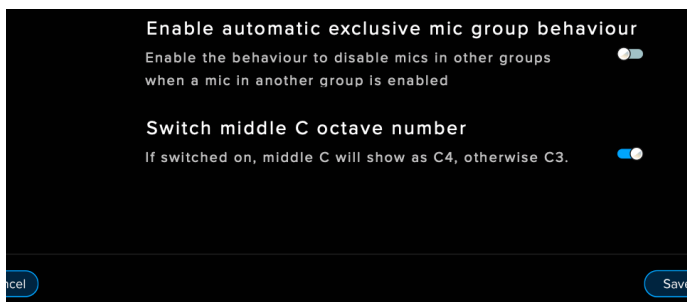 Enable automatic exclusive mic group behaviour
Enable the behaviour to disable mics in other groups
when a mic in another group is enabled
Switch middle C octave number
If switched on, middle C will show as C4, otherwise C3.
ncel
Save